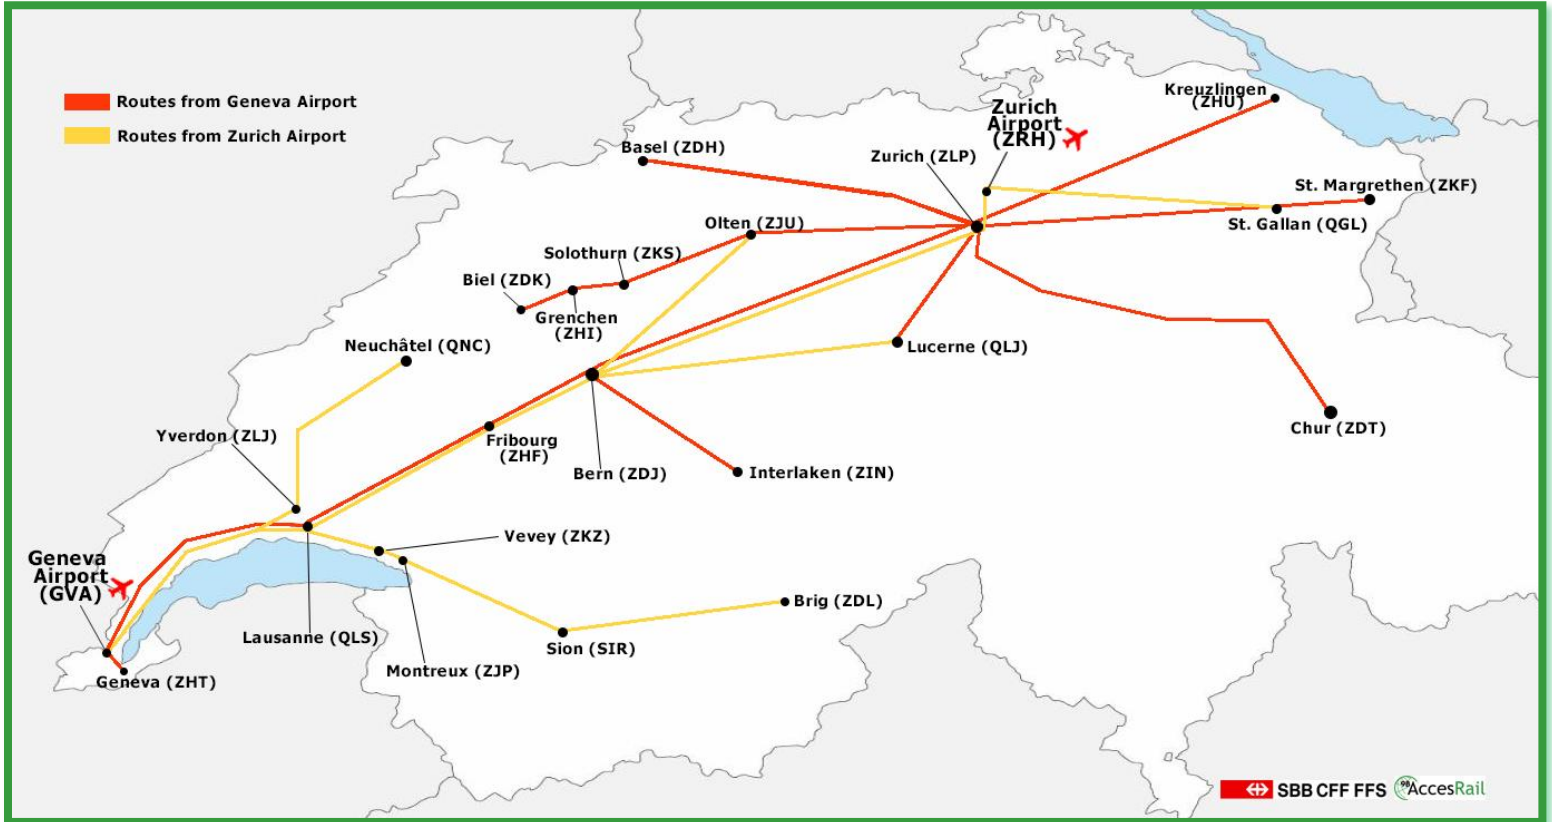 Routes from Geneva Airport
Routes from Zurich Airport
Kreuzlingen
(ZHU)
Zurich
Airport
(ZRH)
Basel (ZDH)
Zurich (ZLP)
St. Margrethen (ZKF)
Olten (ZJU)
St. Gallan (QGL)
Solothurn (ZKS)
Biel (ZDK)
Grenchen
(ZHI)
Neuchâtel (QNC)
Lucerne (QLJ)
Yverdon (ZLJ)
Fribourg
(ZHF)
Chur (ZDT)
Bern (ZDJ)
Interlaken (ZIN)
Vevey (ZKZ)
Geneva
Airport
(GVA)
Brig (ZDL)
Lausanne (QLS)
Sion (SIR)
Montreux (ZJP)
Geneva (ZHT)
SBB CFF FFS
9B AccesRail